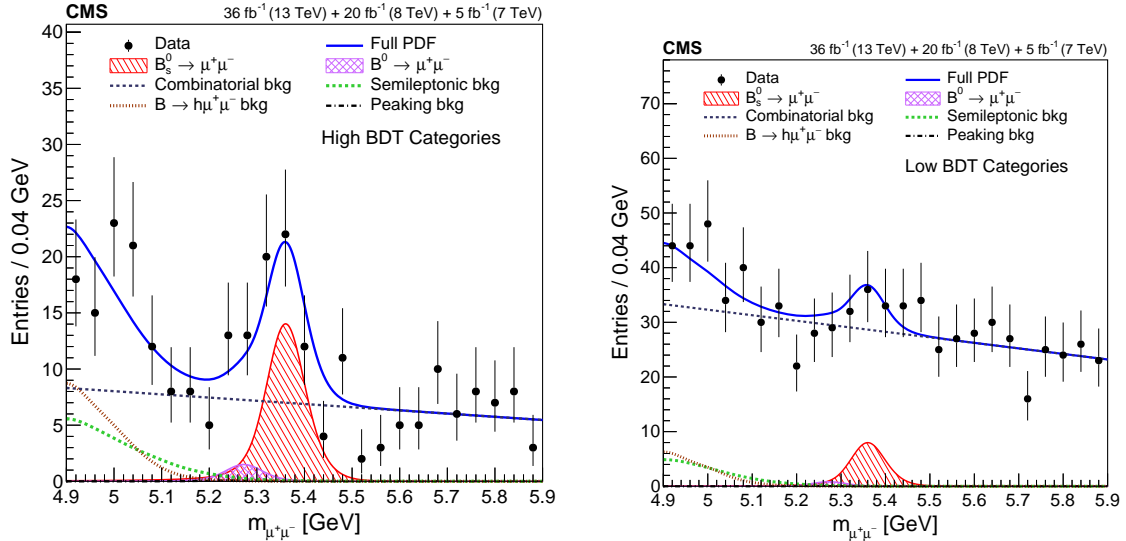 CMS 36 fb⁻¹ (13 TeV) + 20 fb⁻¹ (8 TeV) + 5 fb⁻¹ (7 TeV)
Data Full PDF
B⁰ₛ → μ⁺μ⁻ B⁰ → μ⁺μ⁻
Combinatorial bkg Semileptonic bkg
B → hμ⁺μ⁻ bkg Peaking bkg
High BDT Categories
Entries / 0.04 GeV
40
35
30
25
20
15
10
5
0
4.9 5 5.1 5.2 5.3 5.4 5.5 5.6 5.7 5.8 5.9
m_μ⁺μ⁻ [GeV]
CMS 36 fb⁻¹ (13 TeV) + 20 fb⁻¹ (8 TeV) + 5 fb⁻¹ (7 TeV)
Data Full PDF
B⁰ₛ → μ⁺μ⁻ B⁰ → μ⁺μ⁻
Combinatorial bkg Semileptonic bkg
B → hμ⁺μ⁻ bkg Peaking bkg
Low BDT Categories
Entries / 0.04 GeV
70
60
50
40
30
20
10
0
4.9 5 5.1 5.2 5.3 5.4 5.5 5.6 5.7 5.8 5.9
m_μ⁺μ⁻ [GeV]